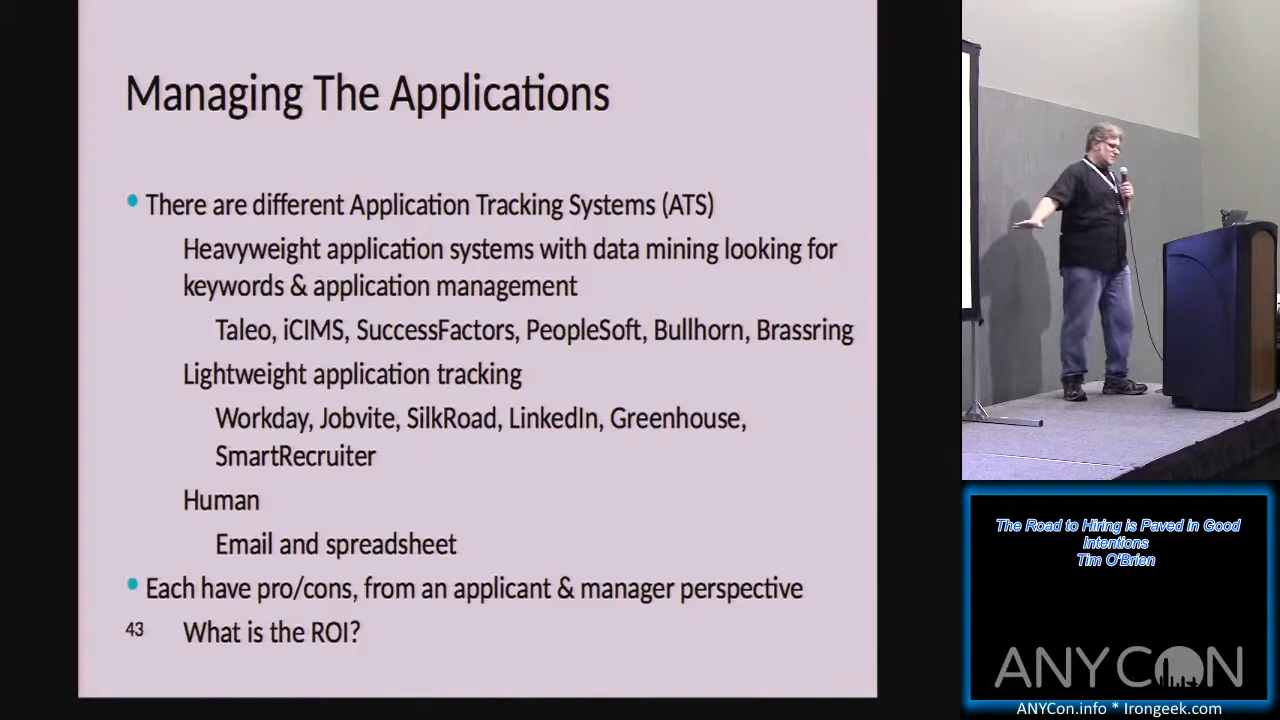 Managing The Applications
There are different Application Tracking Systems (ATS)
Heavyweight application systems with data mining looking for
keywords & application management
Taleo, iCIMS, SuccessFactors, PeopleSoft, Bullhorn, Brassring
Lightweight application tracking
Workday, Jobvite, SilkRoad, LinkedIn, Greenhouse,
SmartRecruiter
Human
Email and spreadsheet
Each have pro/cons, from an applicant & manager perspective
43 What is the ROI?
The Road to Hiring is Paved in Good
Intentions
Tim O'Brien
ANYCON
ANYCon.info * Irongeek.com